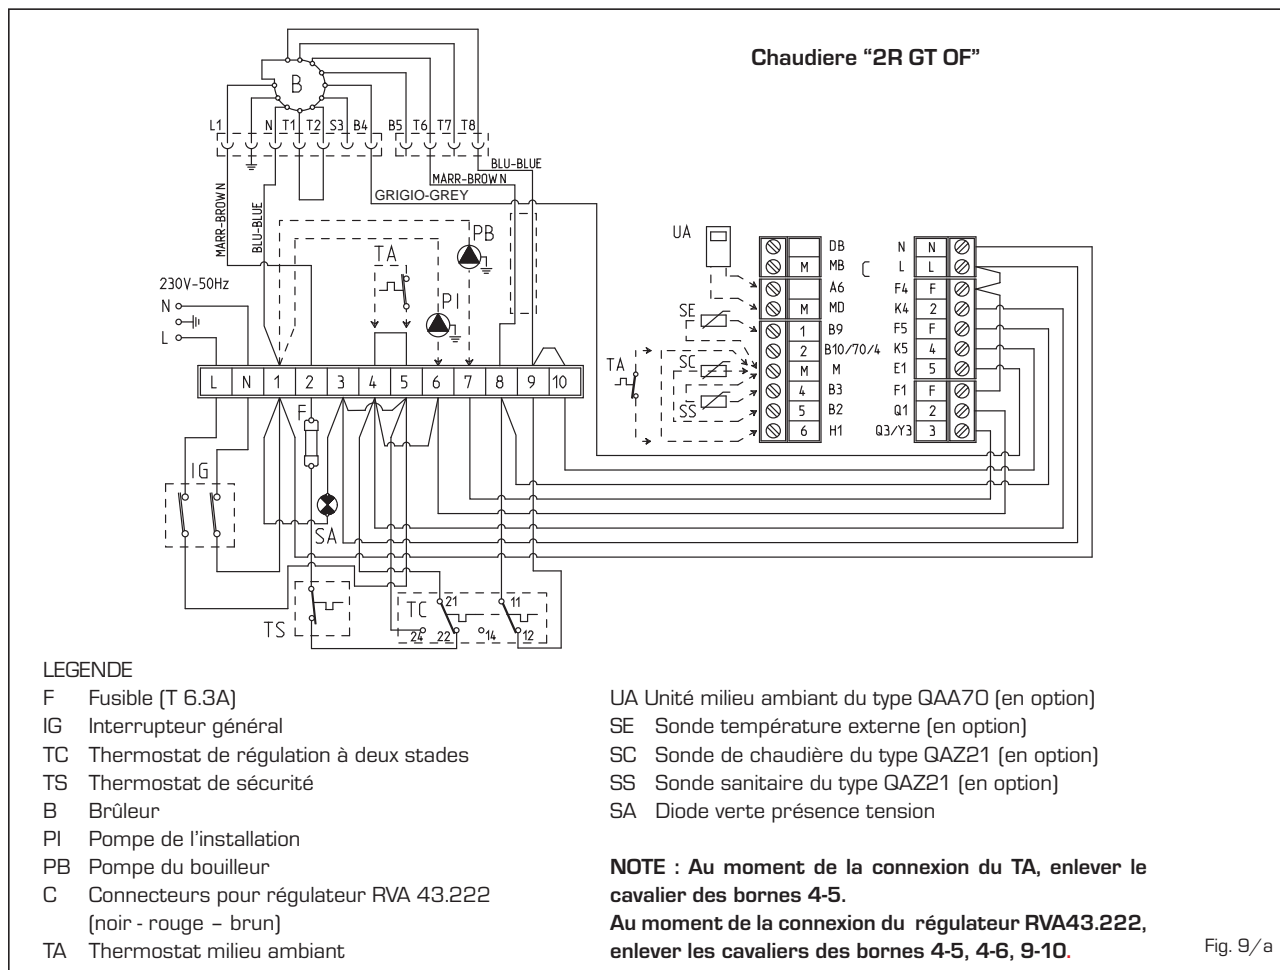 Chaudiere “2R GT OF”
B
L1 N T1 T2 S3 B4 B5 T6 T7 T8
BLU-BLUE
MARR-BROWN
GRIGIO-GREY
MARR-BROWN
BLU-BLUE
PB
TA
PI
230V-50Hz
N
L
L N 1 2 3 4 5 6 7 8 9 10
F
IG
SA
TS
TC
21
11
24 22 14 12
UA
SE
TA
SC
SS
C
DB
M MB
A6
M MD
1 B9
2 B10/70/4
M M
4 B3
5 B2
6 H1
N N
L L
F4 F
K4 2
F5 F
K5 4
E1 5
F1 F
Q1 2
Q3/Y3 3
LEGENDE
F Fusible (T 6.3A)
IG Interrupteur général
TC Thermostat de régulation à deux stades
TS Thermostat de sécurité
B Brûleur
PI Pompe de l’installation
PB Pompe du bouilleur
C Connecteurs pour régulateur RVA 43.222
(noir - rouge – brun)
TA Thermostat milieu ambiant
UA Unité milieu ambiant du type QAA70 (en option)
SE Sonde température externe (en option)
SC Sonde de chaudière du type QAZ21 (en option)
SS Sonde sanitaire du type QAZ21 (en option)
SA Diode verte présence tension
NOTE : Au moment de la connexion du TA, enlever le
cavalier des bornes 4-5.
Au moment de la connexion du régulateur RVA43.222,
enlever les cavaliers des bornes 4-5, 4-6, 9-10.
Fig. 9/a